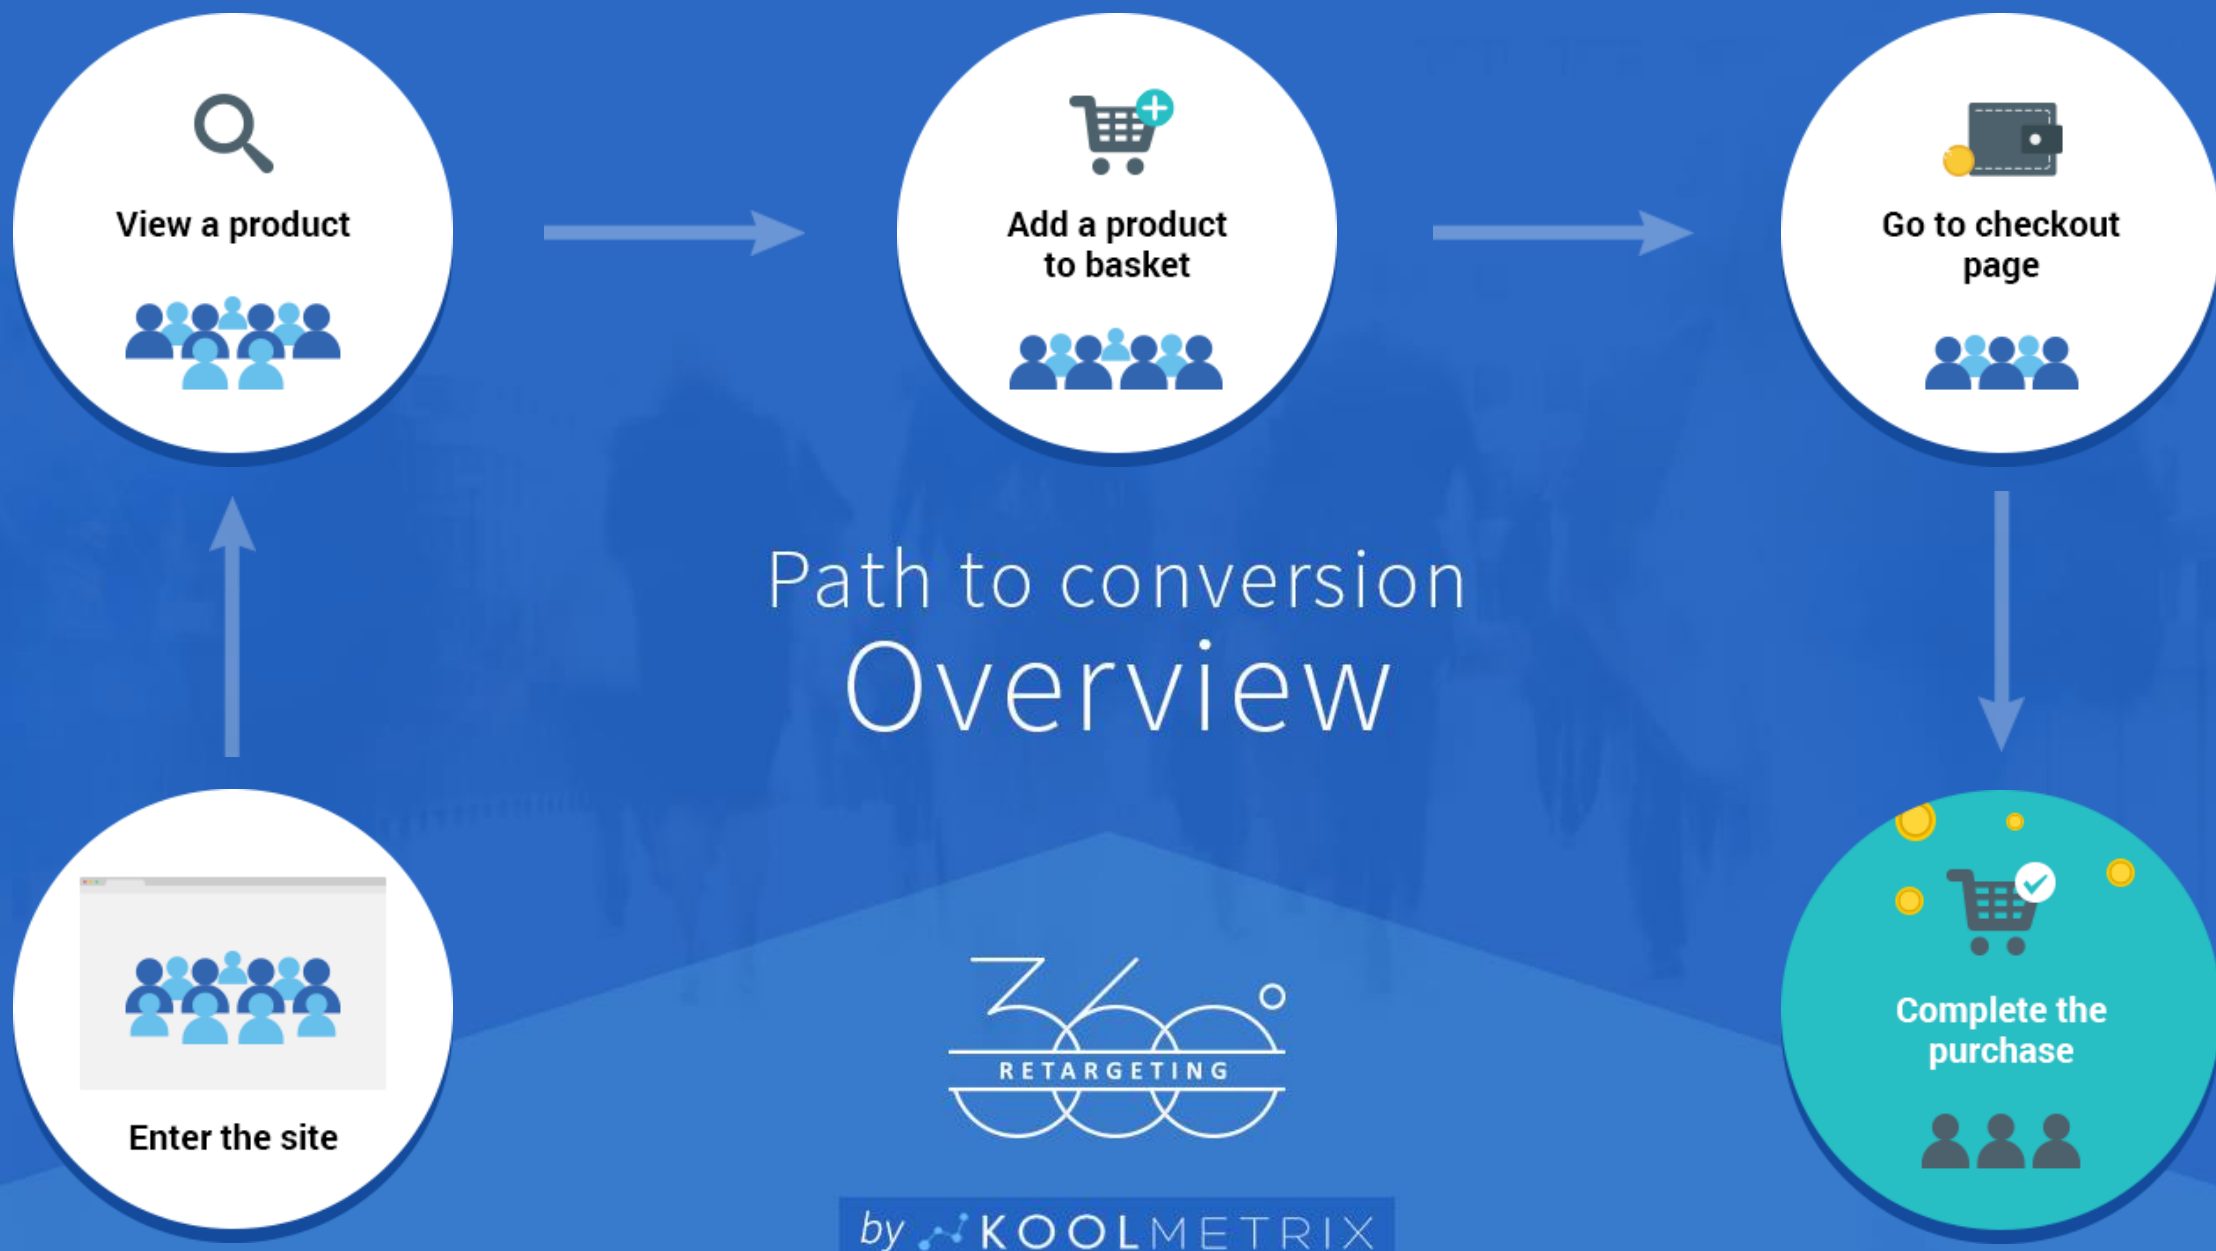 View a product
Add a product
to basket
Go to checkout
page
Path to conversion
Overview
Enter the site
360°
RETARGETING
Complete the
purchase
by KOOLMETRIX